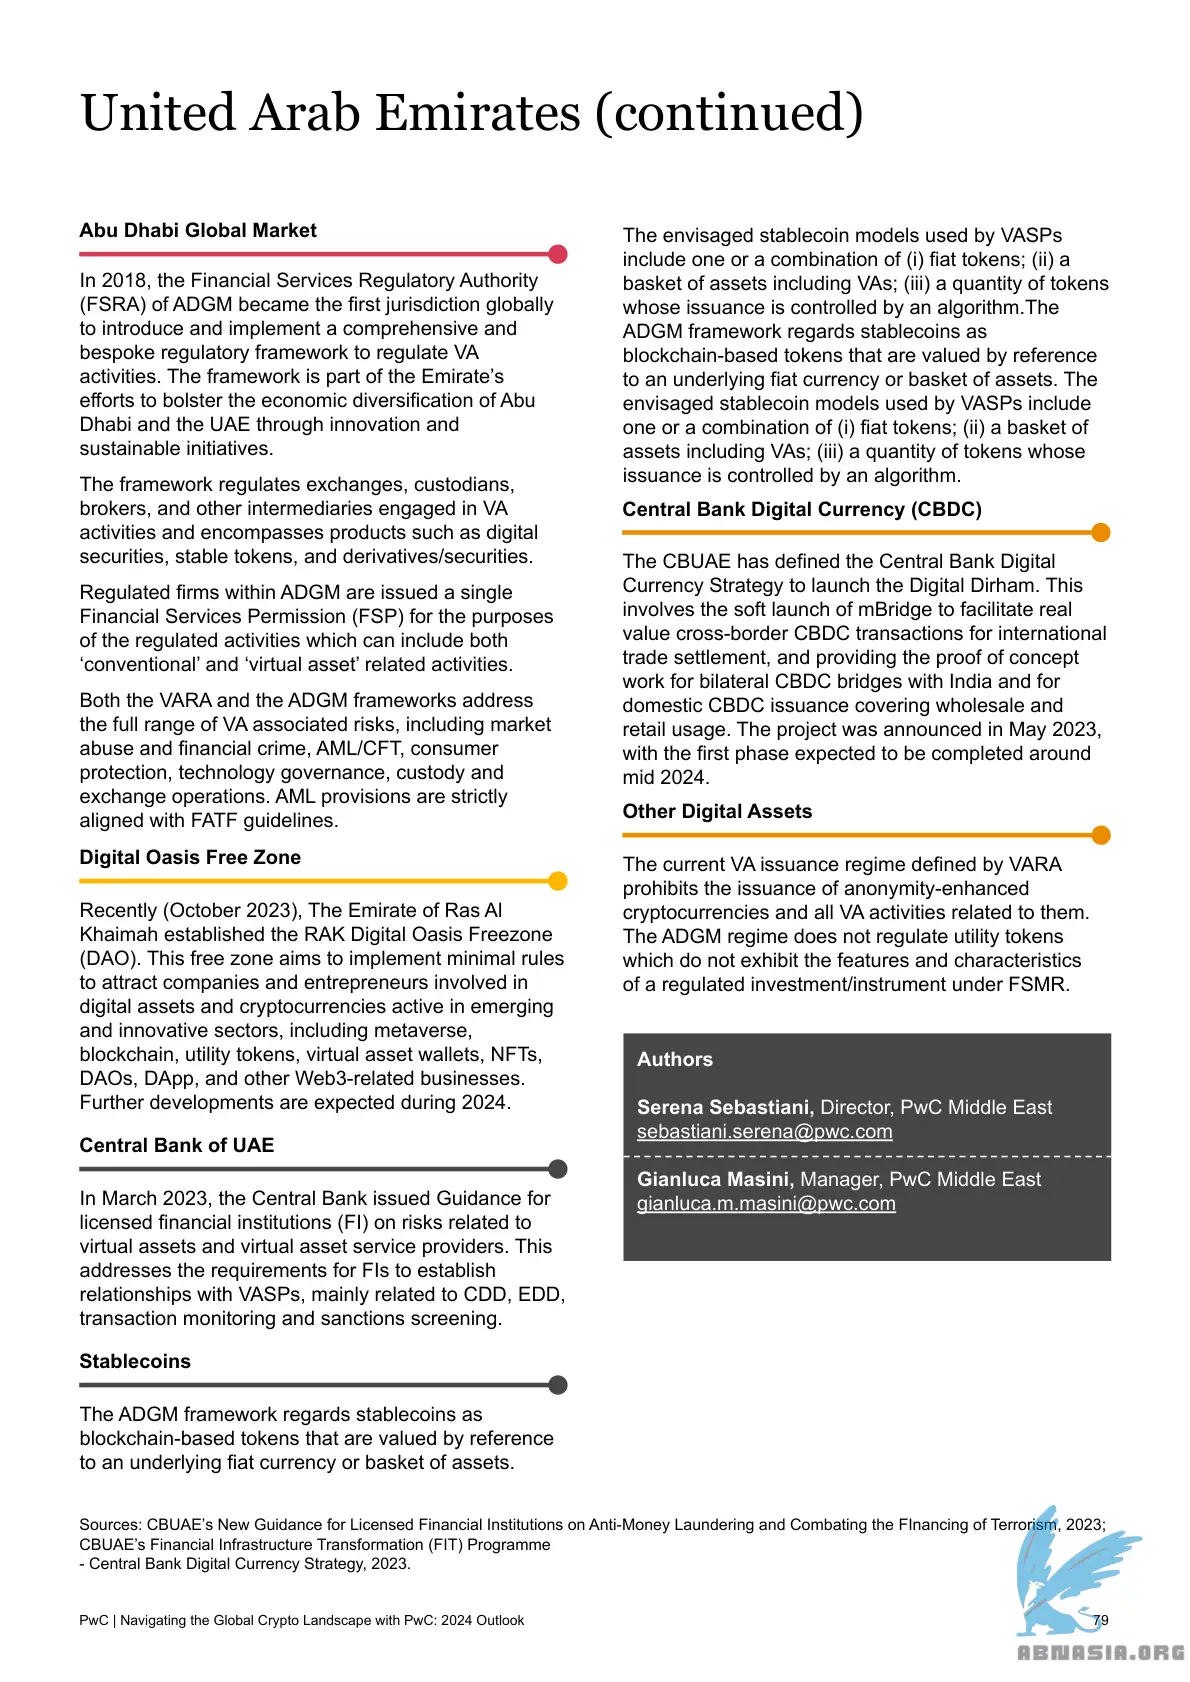 United Arab Emirates (continued)
Abu Dhabi Global Market
In 2018, the Financial Services Regulatory Authority
(FSRA) of ADGM became the first jurisdiction globally
to introduce and implement a comprehensive and
bespoke regulatory framework to regulate VA
activities. The framework is part of the Emirate’s
efforts to bolster the economic diversification of Abu
Dhabi and the UAE through innovation and
sustainable initiatives.
The framework regulates exchanges, custodians,
brokers, and other intermediaries engaged in VA
activities and encompasses products such as digital
securities, stable tokens, and derivatives/securities.
Regulated firms within ADGM are issued a single
Financial Services Permission (FSP) for the purposes
of the regulated activities which can include both
‘conventional’ and ‘virtual asset’ related activities.
Both the VARA and the ADGM frameworks address
the full range of VA associated risks, including market
abuse and financial crime, AML/CFT, consumer
protection, technology governance, custody and
exchange operations. AML provisions are strictly
aligned with FATF guidelines.
Digital Oasis Free Zone
Recently (October 2023), The Emirate of Ras Al
Khaimah established the RAK Digital Oasis Freezone
(DAO). This free zone aims to implement minimal rules
to attract companies and entrepreneurs involved in
digital assets and cryptocurrencies active in emerging
and innovative sectors, including metaverse,
blockchain, utility tokens, virtual asset wallets, NFTs,
DAOs, DApp, and other Web3-related businesses.
Further developments are expected during 2024.
Central Bank of UAE
In March 2023, the Central Bank issued Guidance for
licensed financial institutions (FI) on risks related to
virtual assets and virtual asset service providers. This
addresses the requirements for FIs to establish
relationships with VASPs, mainly related to CDD, EDD,
transaction monitoring and sanctions screening.
Stablecoins
The ADGM framework regards stablecoins as
blockchain-based tokens that are valued by reference
to an underlying fiat currency or basket of assets.
The envisaged stablecoin models used by VASPs
include one or a combination of (i) fiat tokens; (ii) a
basket of assets including VAs; (iii) a quantity of tokens
whose issuance is controlled by an algorithm.The
ADGM framework regards stablecoins as
blockchain-based tokens that are valued by reference
to an underlying fiat currency or basket of assets. The
envisaged stablecoin models used by VASPs include
one or a combination of (i) fiat tokens; (ii) a basket of
assets including VAs; (iii) a quantity of tokens whose
issuance is controlled by an algorithm.
Central Bank Digital Currency (CBDC)
The CBUAE has defined the Central Bank Digital
Currency Strategy to launch the Digital Dirham. This
involves the soft launch of mBridge to facilitate real
value cross-border CBDC transactions for international
trade settlement, and providing the proof of concept
work for bilateral CBDC bridges with India and for
domestic CBDC issuance covering wholesale and
retail usage. The project was announced in May 2023,
with the first phase expected to be completed around
mid 2024.
Other Digital Assets
The current VA issuance regime defined by VARA
prohibits the issuance of anonymity-enhanced
cryptocurrencies and all VA activities related to them.
The ADGM regime does not regulate utility tokens
which do not exhibit the features and characteristics
of a regulated investment/instrument under FSMR.
Authors
Serena Sebastiani, Director, PwC Middle East
sebastiani.serena@pwc.com
Gianluca Masini, Manager, PwC Middle East
gianluca.m.masini@pwc.com
Sources: CBUAE’s New Guidance for Licensed Financial Institutions on Anti-Money Laundering and Combating the FInancing of Terrorism, 2023;
CBUAE’s Financial Infrastructure Transformation (FIT) Programme
- Central Bank Digital Currency Strategy, 2023.
PwC | Navigating the Global Crypto Landscape with PwC: 2024 Outlook
79
ABNASIA.ORG